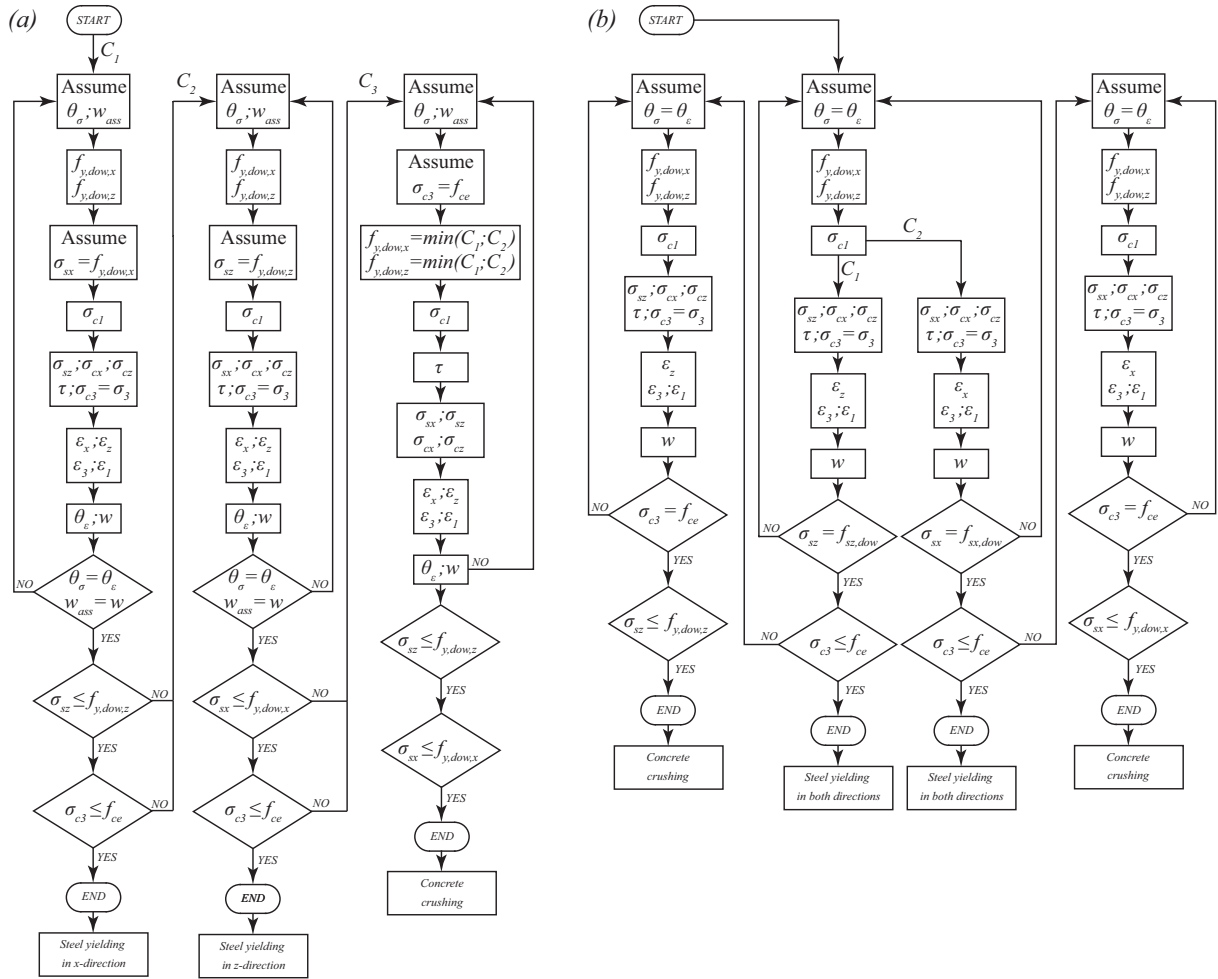 (a)
START
C1
Assume
θσ;wass
fy,dow,x
fy,dow,z
Assume
σsx=fy,dow,x
σc1
σsz;σcx;σcz
τ;σc3=σ3
εx;εz
ε3;ε1
θε;w
θσ=θε
wass=w
NO
YES
σsz≤fy,dow,z
NO
YES
σc3≤fce
NO
YES
END
Steel yielding
in x-direction
C2
Assume
θσ;wass
fy,dow,x
fy,dow,z
Assume
σsz=fy,dow,z
σc1
σsx;σcx;σcz
τ;σc3=σ3
εx;εz
ε3;ε1
θε;w
θσ=θε
wass=w
NO
YES
σsx≤fy,dow,x
NO
YES
σc3≤fce
NO
YES
END
Steel yielding
in z-direction
C3
Assume
θσ;wass
Assume
σc3=fce
fy,dow,x=min(C1;C2)
fy,dow,z=min(C1;C2)
σc1
τ
σsx;σsz
σcx;σcz
εx;εz
ε3;ε1
θε;w
NO
σsz≤fy,dow,z
YES
σsx≤fy,dow,x
YES
END
Concrete
crushing
(b)
START
Assume
θσ=θε
fy,dow,x
fy,dow,z
σc1
σsz;σcx;σcz
τ;σc3=σ3
εz
ε3;ε1
w
σc3=fce
NO
YES
σsz≤fy,dow,z
YES
END
Concrete
crushing
Assume
θσ=θε
fy,dow,x
fy,dow,z
σc1
C2
C1
σsz;σcx;σcz
τ;σc3=σ3
εz
ε3;ε1
w
σsz=fsz,dow
NO
YES
σc3≤fce
NO
YES
END
Steel yielding
in both directions
σsx;σcx;σcz
τ;σc3=σ3
εx
ε3;ε1
w
σsx=fsx,dow
NO
YES
σc3≤fce
NO
YES
END
Steel yielding
in both directions
Assume
θσ=θε
fy,dow,x
fy,dow,z
σc1
σsx;σcx;σcz
τ;σc3=σ3
εx
ε3;ε1
w
σc3=fce
NO
YES
σsx≤fy,dow,x
YES
END
Concrete
crushing